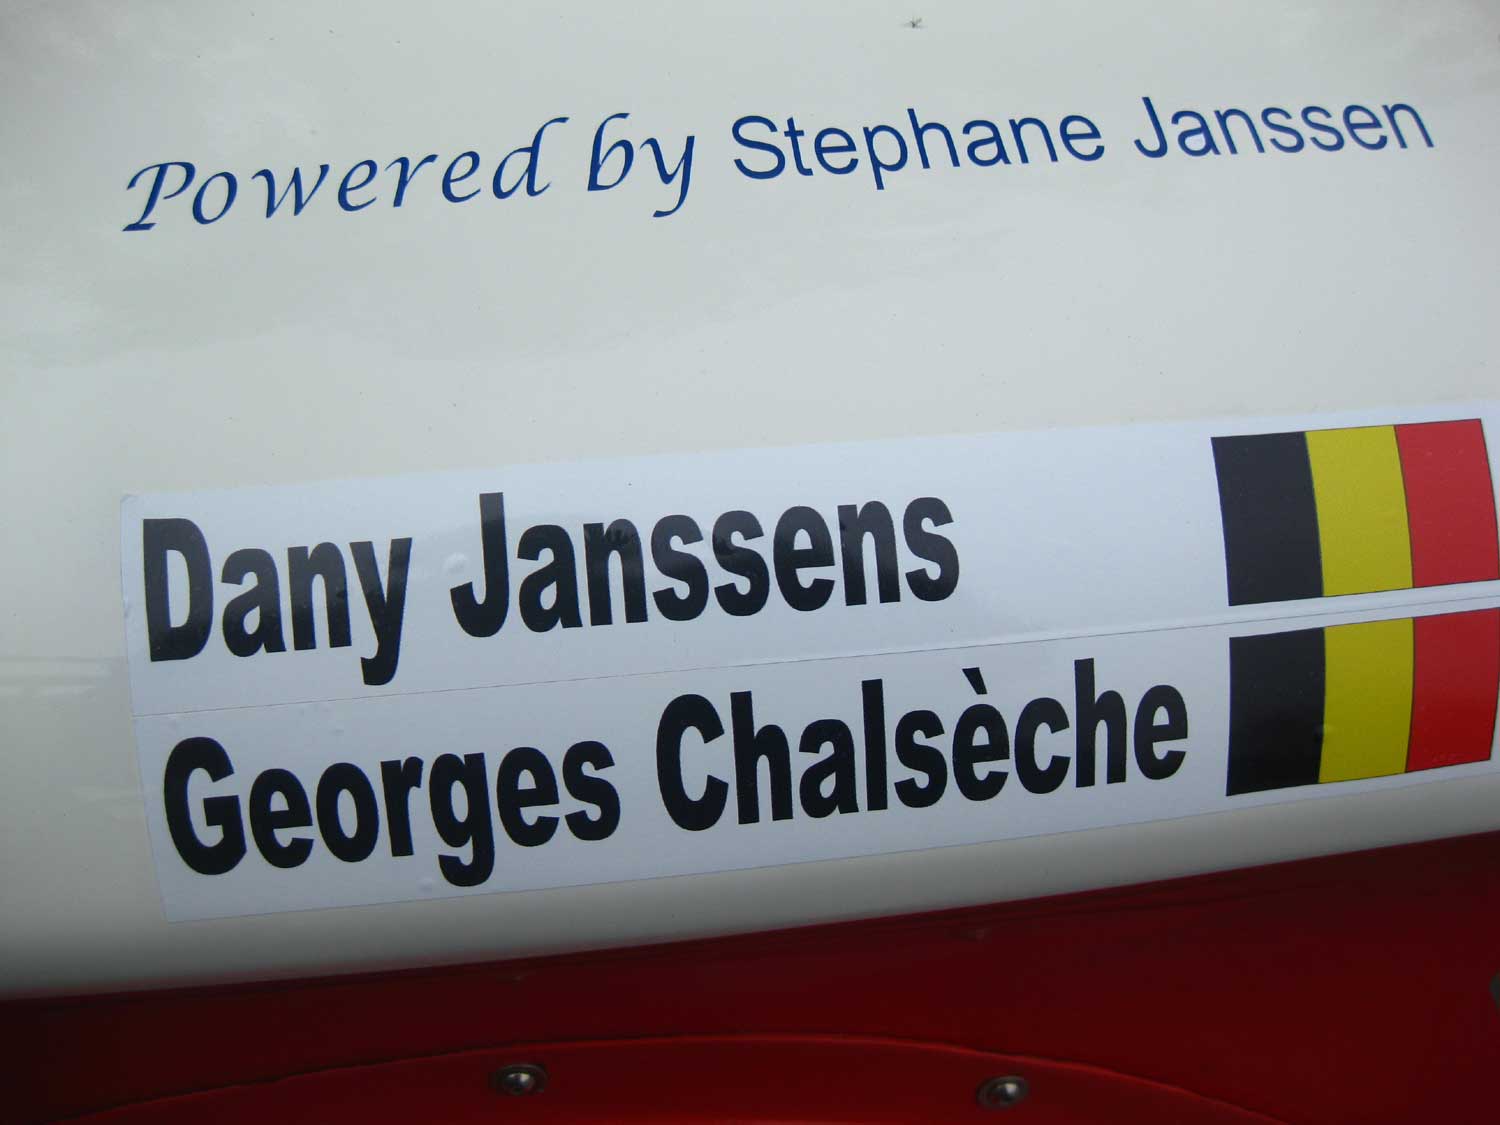 Powered by Stephane Janssen
Dany Janssens
Georges Chalsèche